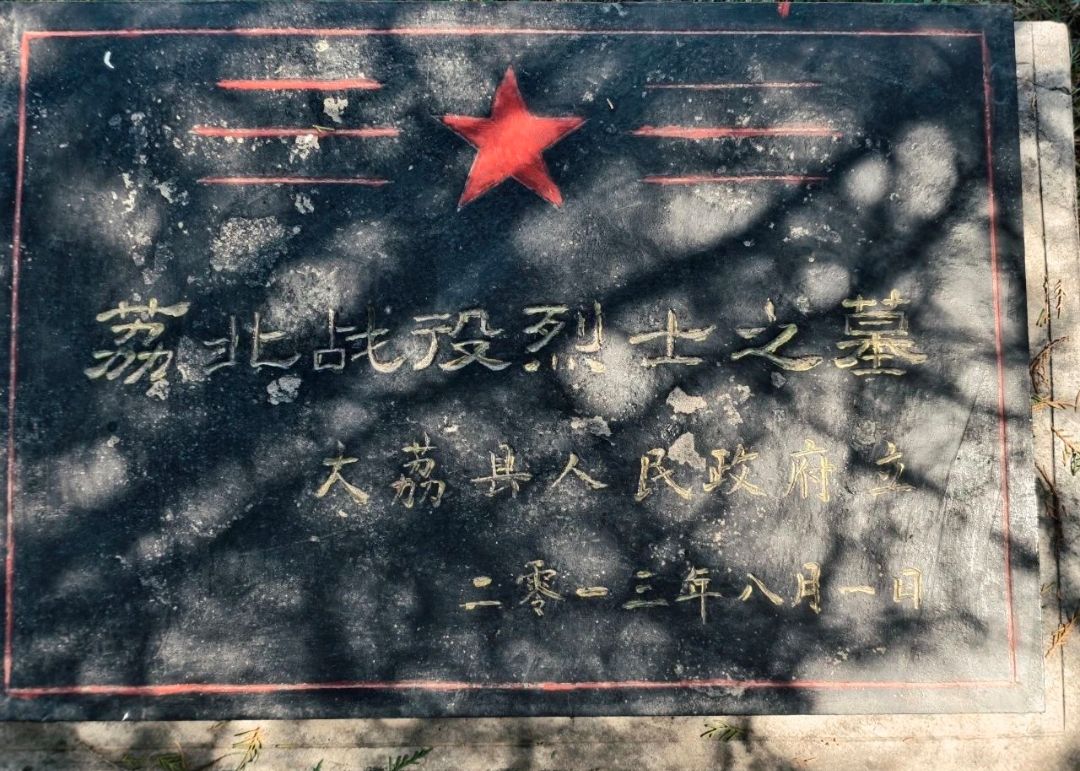 荔北战役烈士之墓
大荔县人民政府立
二零一三年八月一日